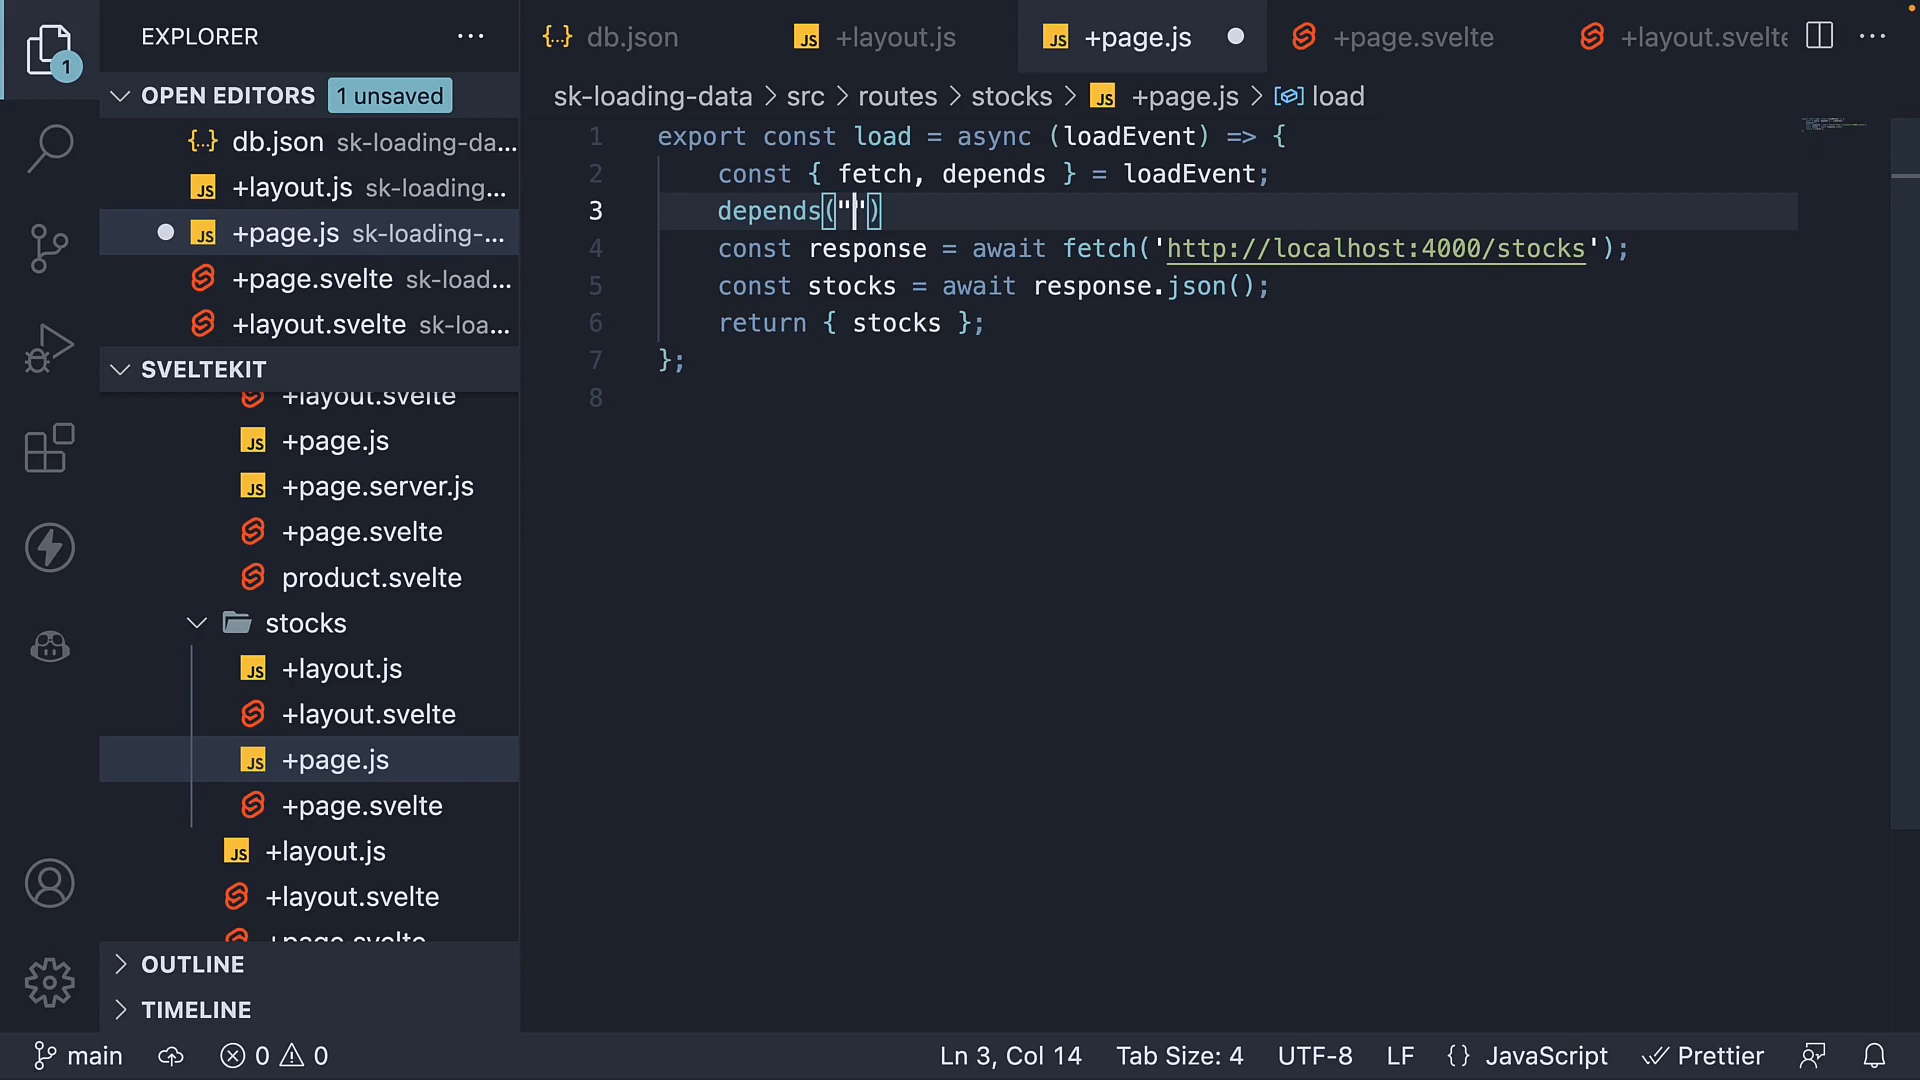 EXPLORER
1
OPEN EDITORS 1 unsaved
db.json sk-loading-da...
+layout.js sk-loading...
+page.js sk-loading-...
+page.svelte sk-load...
+layout.svelte sk-loa...
SVELTEKIT
+layout.svelte
+page.js
+page.server.js
+page.svelte
product.svelte
stocks
+layout.js
+layout.svelte
+page.js
+page.svelte
+layout.js
+layout.svelte
+page.svelte
OUTLINE
TIMELINE
db.json
+layout.js
+page.js
+page.svelte
+layout.svelte
sk-loading-data > src > routes > stocks > JS +page.js > load
1 export const load = async (loadEvent) => {
2 const { fetch, depends } = loadEvent;
3 depends("")
4 const response = await fetch('http://localhost:4000/stocks');
5 const stocks = await response.json();
6 return { stocks };
7 };
8
main 0 0 Ln 3, Col 14 Tab Size: 4 UTF-8 LF {} JavaScript Prettier